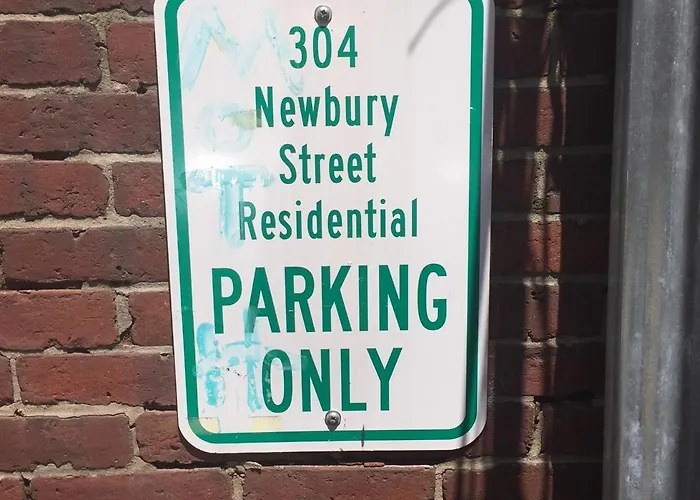 304
Newbury
Street
Residential
PARKING
ONLY